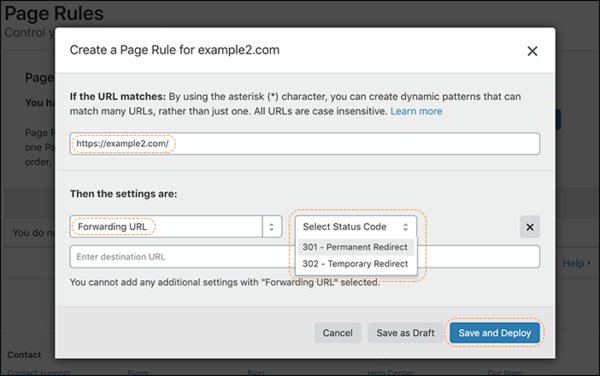 Page Rules
Control y
Create a Page Rule for example2.com
Page
If the URL matches: By using the asterisk (*) character, you can create dynamic patterns that can
match many URLs, rather than just one. All URLs are case insensitive. Learn more
You ha
https://example2.com/
Page R
one Pa
order,
Then the settings are:
You do no
Forwarding URL
Select Status Code
301 - Permanent Redirect
Enter destination URL
302 - Temporary Redirect
Help
You cannot add any additional settings with "Forwarding URL" selected.
Cancel
Save as Draft
Save and Deploy
Contact
Contact support
Plans
Blog
Help Center
Our team